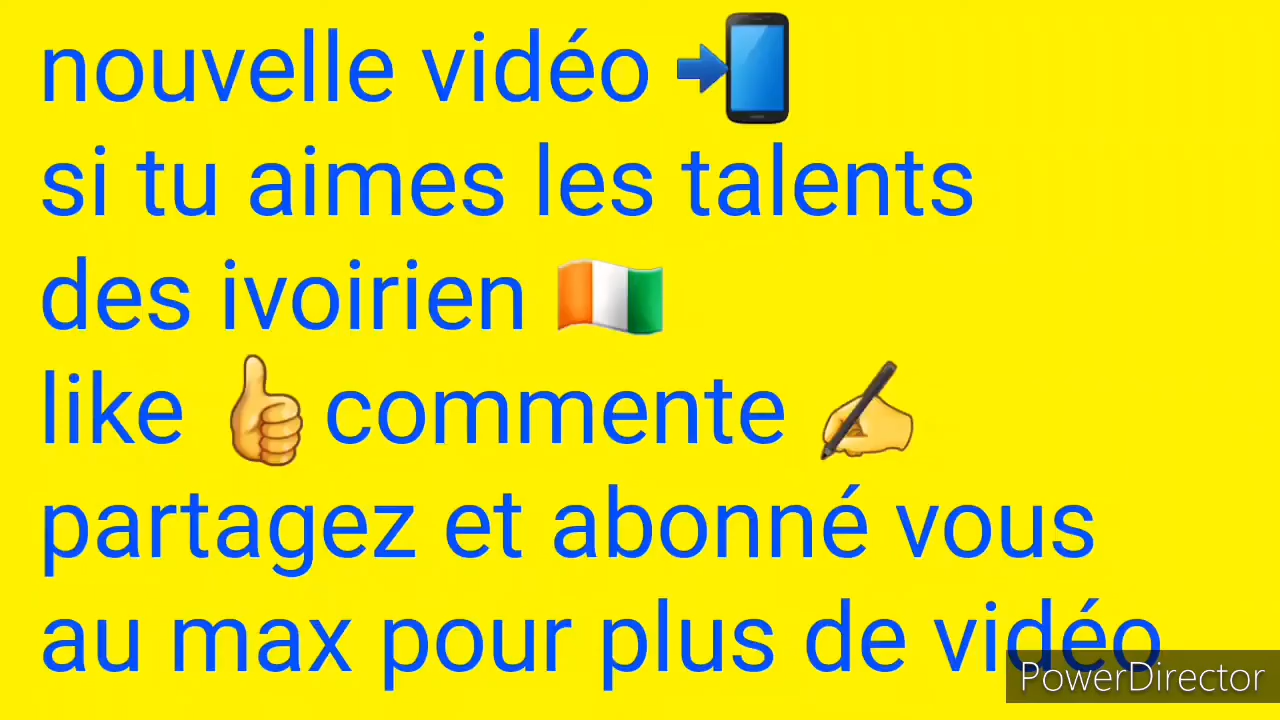 nouvelle vidéo 📲
si tu aimes les talents
des ivoirien 🇨🇮
like 👍commente ✍
partagez et abonné vous
au max pour plus de vidéo
PowerDirector